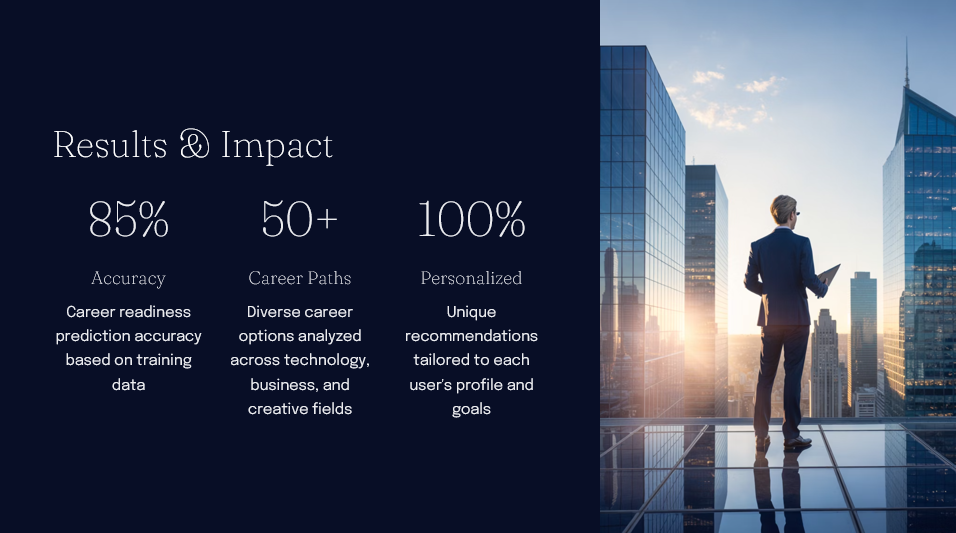 Results & Impact
85%
Accuracy
Career readiness
prediction accuracy
based on training
data
50+
Career Paths
Diverse career
options analyzed
across technology,
business, and
creative fields
100%
Personalized
Unique
recommendations
tailored to each
user's profile and
goals